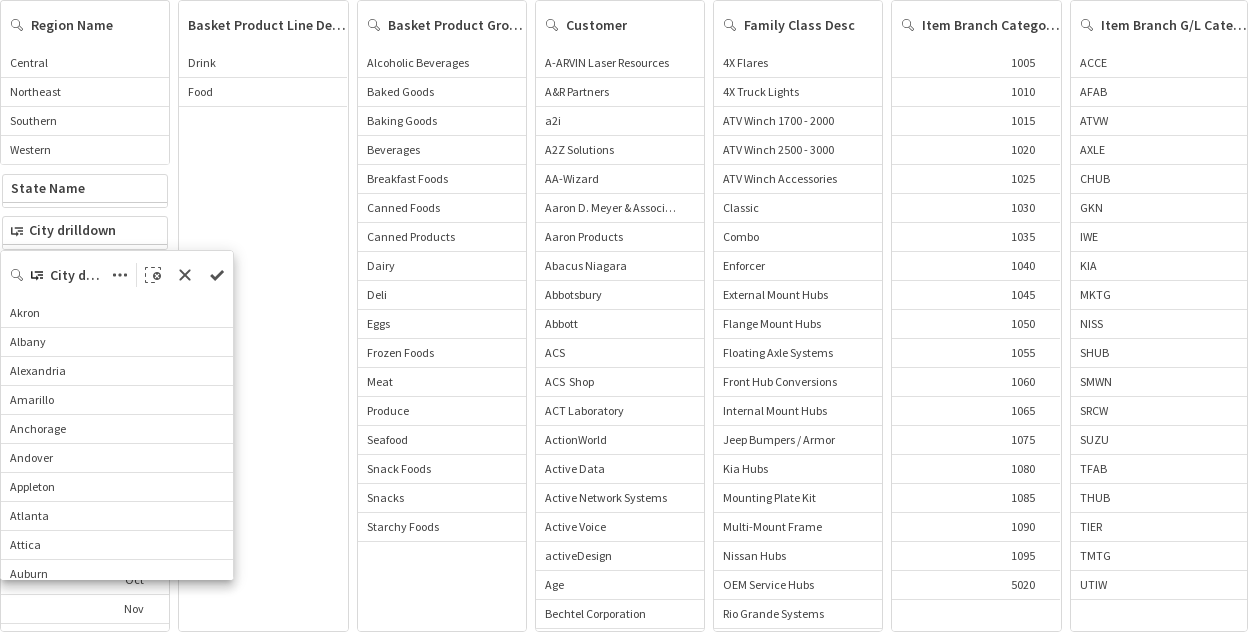 Region Name
Central
Northeast
Southern
Western
State Name
City drilldown
City d...
Akron
Albany
Alexandria
Amarillo
Anchorage
Andover
Appleton
Atlanta
Attica
Auburn
Oct
Nov
Basket Product Line De...
Drink
Food
Basket Product Gro...
Alcoholic Beverages
Baked Goods
Baking Goods
Beverages
Breakfast Foods
Canned Foods
Canned Products
Dairy
Deli
Eggs
Frozen Foods
Meat
Produce
Seafood
Snack Foods
Snacks
Starchy Foods
Customer
A-ARVIN Laser Resources
A&R Partners
a2i
A2Z Solutions
AA-Wizard
Aaron D. Meyer & Associ...
Aaron Products
Abacus Niagara
Abbotsbury
Abbott
ACS
ACS Shop
ACT Laboratory
ActionWorld
Active Data
Active Network Systems
Active Voice
activeDesign
Age
Bechtel Corporation
Family Class Desc
4X Flares
4X Truck Lights
ATV Winch 1700 - 2000
ATV Winch 2500 - 3000
ATV Winch Accessories
Classic
Combo
Enforcer
External Mount Hubs
Flange Mount Hubs
Floating Axle Systems
Front Hub Conversions
Internal Mount Hubs
Jeep Bumpers / Armor
Kia Hubs
Mounting Plate Kit
Multi-Mount Frame
Nissan Hubs
OEM Service Hubs
Rio Grande Systems
Item Branch Catego...
1005
1010
1015
1020
1025
1030
1035
1040
1045
1050
1055
1060
1065
1075
1080
1085
1090
1095
5020
Item Branch G/L Cate...
ACCE
AFAB
ATVW
AXLE
CHUB
GKN
IWE
KIA
MKTG
NISS
SHUB
SMWN
SRCW
SUZU
TFAB
THUB
TIER
TMTG
UTIW